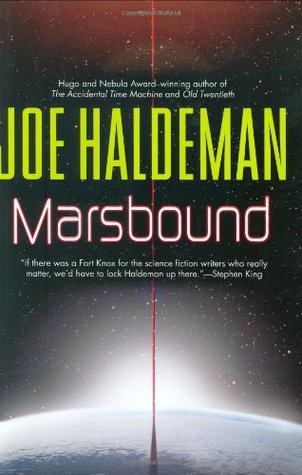 Hugo and Nebula Award-winning author of
The Accidental Time Machine and Old Twentieth
JOE HALDEMAN
Marsbound
"If there was a Fort Knox for the science fiction writers who really
matter, we'd have to lock Haldeman up there."—Stephen King